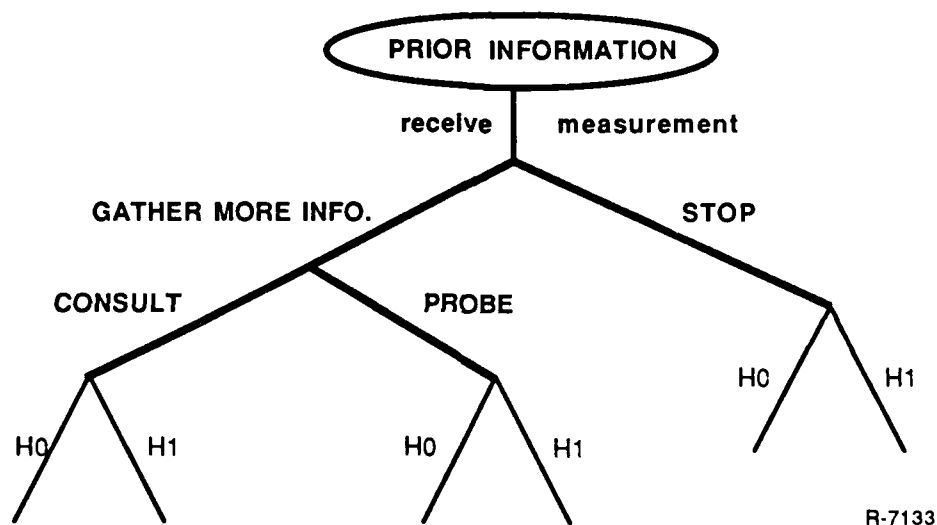 PRIOR INFORMATION
receive measurement
GATHER MORE INFO.
STOP
CONSULT
PROBE
H0
H1
H0
H1
H0
H1
R-7133